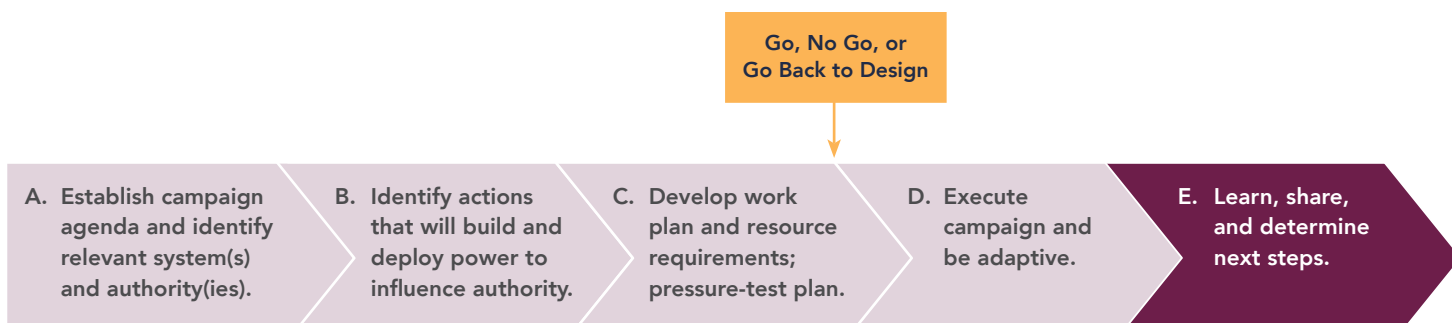 Go, No Go, or
Go Back to Design
A. Establish campaign
agenda and identify
relevant system(s)
and authority(ies).
B. Identify actions
that will build and
deploy power to
influence authority.
C. Develop work
plan and resource
requirements;
pressure-test plan.
D. Execute
campaign and
be adaptive.
E. Learn, share,
and determine
next steps.